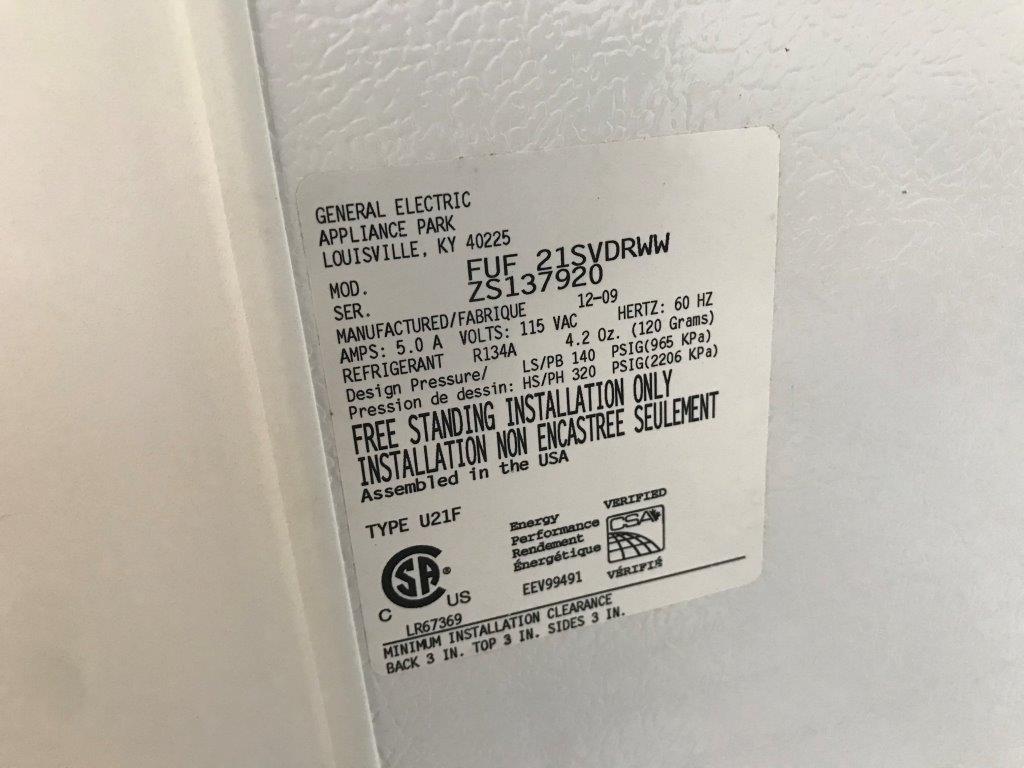 GENERAL ELECTRIC
APPLIANCE PARK
LOUISVILLE, KY 40225
MOD. FUF 21SVDRWW
SER. ZS137920
MANUFACTURED/FABRIQUE 12-09
AMPS: 5.0 A VOLTS: 115 VAC HERTZ: 60 HZ
REFRIGERANT R134A 4.2 Oz. (120 Grams)
Design Pressure/ LS/PB 140 PSIG(965 KPa)
Pression de dessin: HS/PH 320 PSIG(2206 KPa)
FREE STANDING INSTALLATION ONLY
INSTALLATION NON ENCASTREE SEULEMENT
Assembled in the USA
TYPE U21F
C SA® US
LR67369
Energy
Performance
Rendement
Énergétique
EEV99491
VERIFIED
CSA
VÉRIFIÉ
MINIMUM INSTALLATION CLEARANCE
BACK 3 IN. TOP 3 IN. SIDES 3 IN.